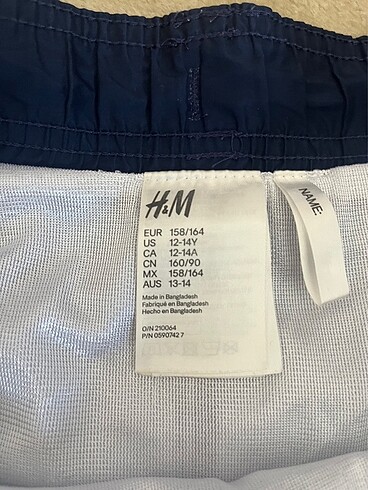 H&M
EUR 158/164
US 12-14Y
CA 12-14A
CN 160/90
MX 158/164
AUS 13-14
Made in Bangladesh
Fabriqué en Bangladesh
Hecho en Bangladesh
O/N 210064
P/N 0590742 7
NAME: